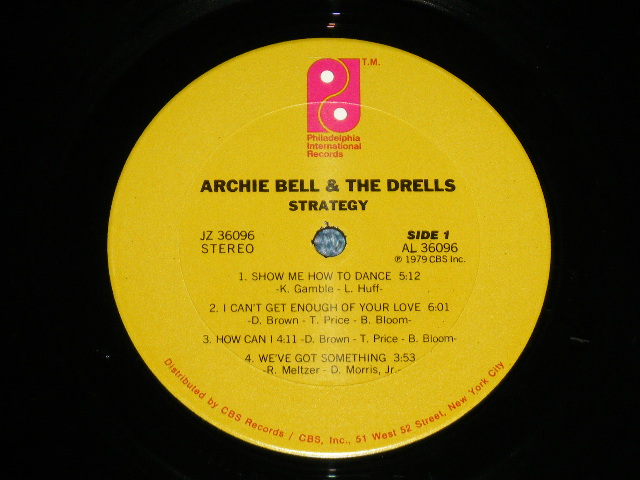 T.M.
Philadelphia
International
Records
ARCHIE BELL & THE DRELLS
STRATEGY
JZ 36096
STEREO
SIDE 1
AL 36096
℗ 1979 CBS Inc.
1. SHOW ME HOW TO DANCE 5:12
-K. Gamble - L. Huff-
2. I CAN'T GET ENOUGH OF YOUR LOVE 6:01
-D. Brown - T. Price - B. Bloom-
3. HOW CAN I 4:11 -D. Brown - T. Price - B. Bloom-
4. WE'VE GOT SOMETHING 3:53
-R. Meltzer - D. Morris, Jr.-
Distributed by CBS Records / CBS, Inc., 51 West 52 Street, New York City